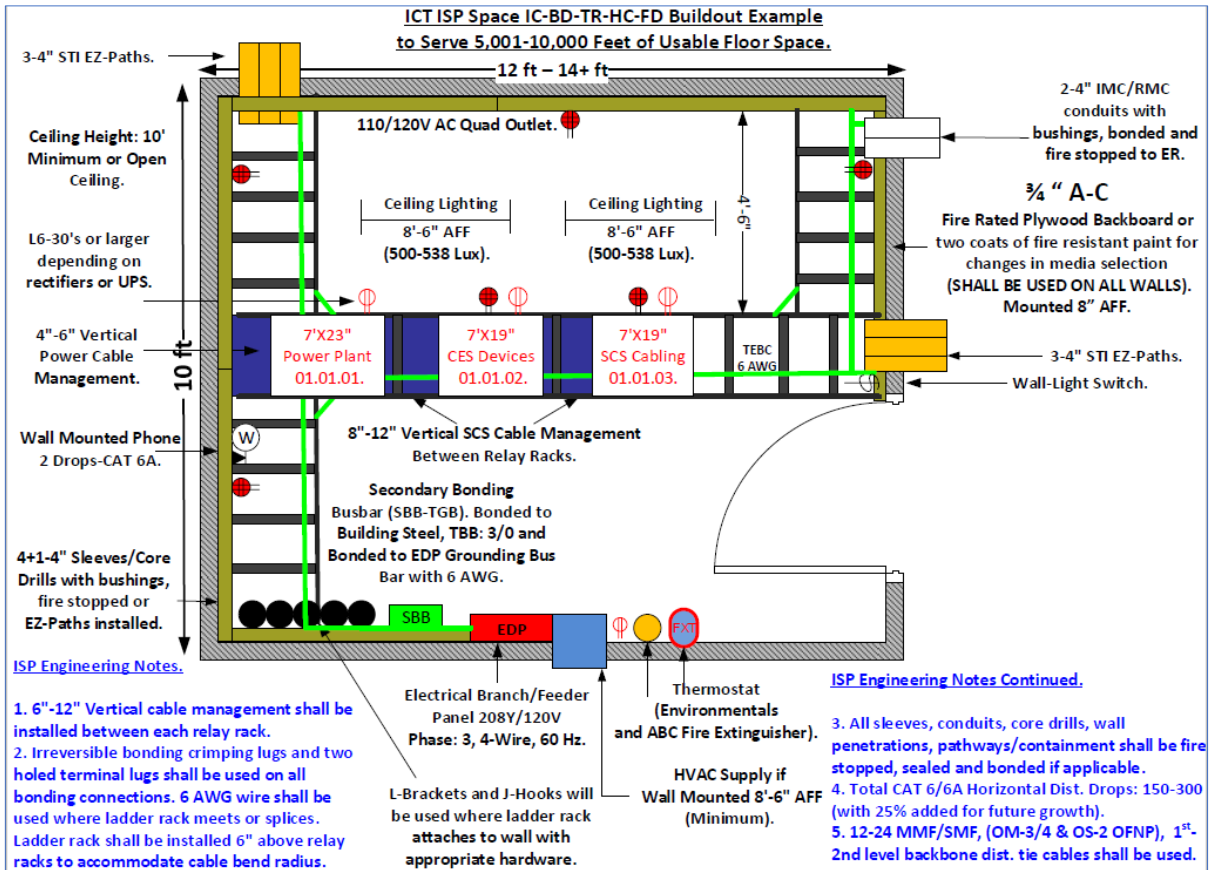 ICT ISP Space IC-BD-TR-HC-FD Buildout Example
to Serve 5,001-10,000 Feet of Usable Floor Space.
3-4" STI EZ-Paths.
12 ft – 14+ ft
2-4" IMC/RMC
conduits with
bushings, bonded and
fire stopped to ER.
Ceiling Height: 10'
Minimum or Open
Ceiling.
110/120V AC Quad Outlet.
¾ " A-C
Fire Rated Plywood Backboard or
two coats of fire resistant paint for
changes in media selection
(SHALL BE USED ON ALL WALLS).
Mounted 8" AFF.
4'-6"
Ceiling Lighting
8'-6" AFF
(500-538 Lux).
Ceiling Lighting
8'-6" AFF
(500-538 Lux).
L6-30's or larger
depending on
rectifiers or UPS.
4"-6" Vertical
Power Cable
Management.
10 ft
7'X23"
Power Plant
01.01.01.
7'X19"
CES Devices
01.01.02.
7'X19"
SCS Cabling
01.01.03.
TEBC
6 AWG
3-4" STI EZ-Paths.
Wall-Light Switch.
8"-12" Vertical SCS Cable Management
Between Relay Racks.
Wall Mounted Phone
2 Drops-CAT 6A.
W
Secondary Bonding
Busbar (SBB-TGB). Bonded to
Building Steel, TBB: 3/0 and
Bonded to EDP Grounding Bus
Bar with 6 AWG.
4+1-4" Sleeves/Core
Drills with bushings,
fire stopped or
EZ-Paths installed.
SBB
EDP
FXT
ISP Engineering Notes.
1. 6"-12" Vertical cable management shall be
installed between each relay rack.
2. Irreversible bonding crimping lugs and two
holed terminal lugs shall be used on all
bonding connections. 6 AWG wire shall be
used where ladder rack meets or splices.
Ladder rack shall be installed 6" above relay
racks to accommodate cable bend radius.
Electrical Branch/Feeder
Panel 208Y/120V
Phase: 3, 4-Wire, 60 Hz.
L-Brackets and J-Hooks will
be used where ladder rack
attaches to wall with
appropriate hardware.
Thermostat
(Environmentals
and ABC Fire Extinguisher).
HVAC Supply if
Wall Mounted 8'-6" AFF
(Minimum).
ISP Engineering Notes Continued.
3. All sleeves, conduits, core drills, wall
penetrations, pathways/containment shall be fire
stopped, sealed and bonded if applicable.
4. Total CAT 6/6A Horizontal Dist. Drops: 150-300
(with 25% added for future growth).
5. 12-24 MMF/SMF, (OM-3/4 & OS-2 OFNP), 1st-
2nd level backbone dist. tie cables shall be used.